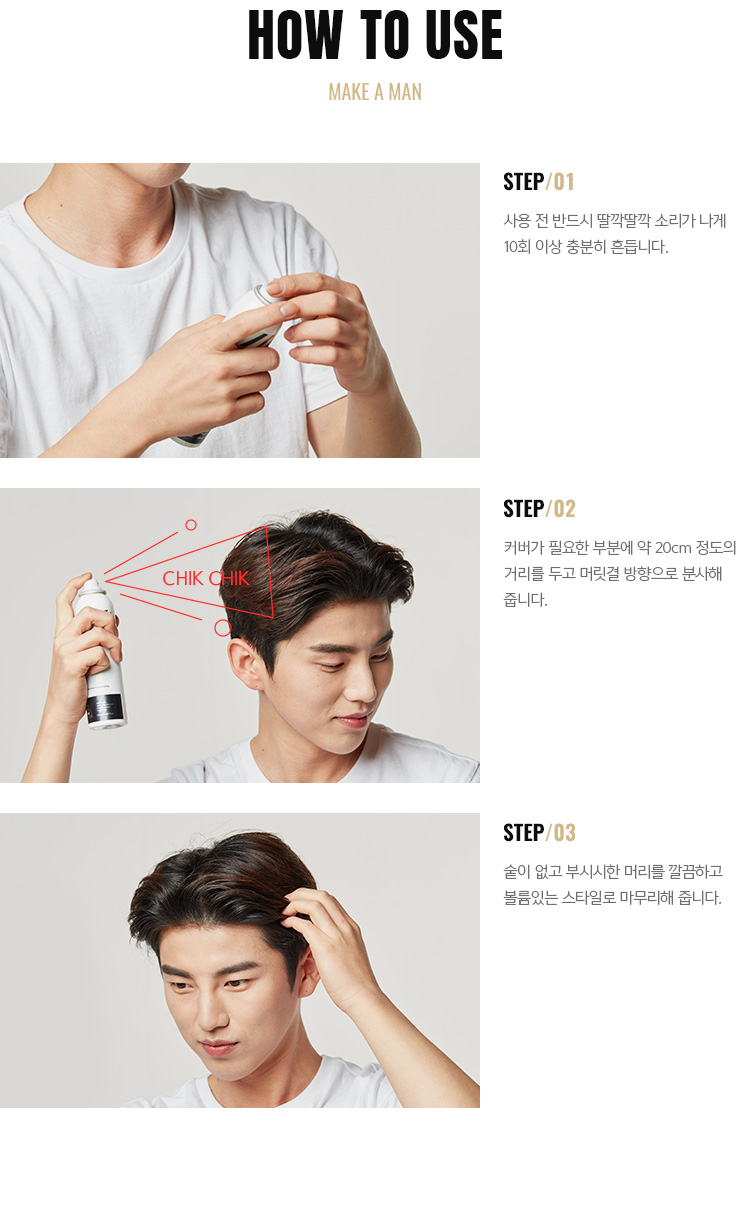 HOW TO USE
MAKE A MAN
STEP/01
사용 전 반드시 딸깍딸깍 소리가 나게
10회 이상 충분히 흔듭니다.
STEP/02
커버가 필요한 부분에 약 20cm 정도의
거리를 두고 머릿결 방향으로 분사해
줍니다.
CHIK CHIK
STEP/03
숱이 없고 부시시한 머리를 깔끔하고
볼륨있는 스타일로 마무리해 줍니다.